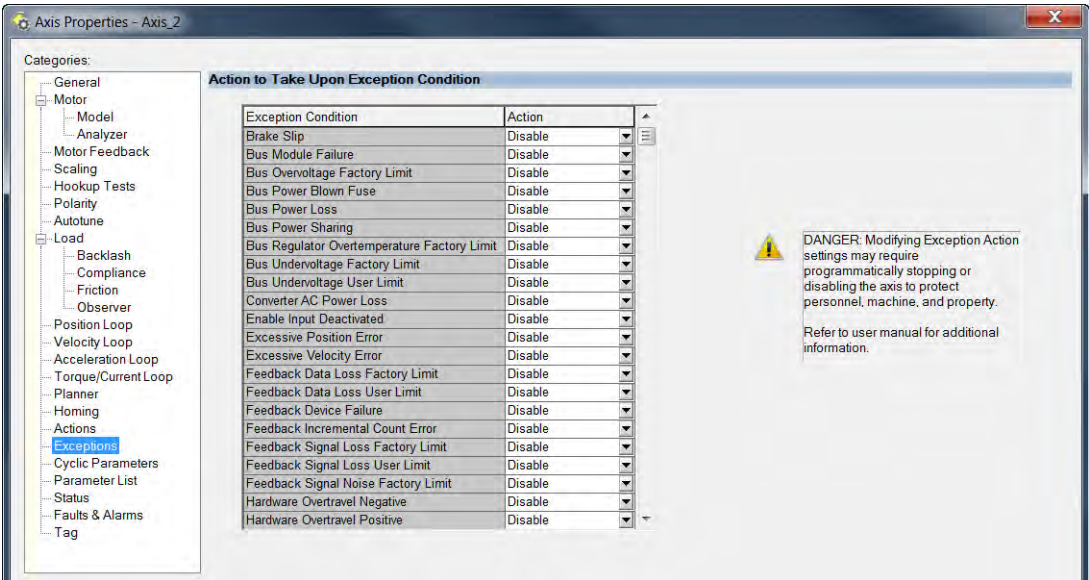 Axis Properties - Axis_2
Categories:
General
Motor
Model
Analyzer
Motor Feedback
Scaling
Hookup Tests
Polarity
Autotune
Load
Backlash
Compliance
Friction
Observer
Position Loop
Velocity Loop
Acceleration Loop
Torque/Current Loop
Planner
Homing
Actions
Exceptions
Cyclic Parameters
Parameter List
Status
Faults & Alarms
Tag
Action to Take Upon Exception Condition
Exception Condition Action
Brake Slip Disable
Bus Module Failure Disable
Bus Overvoltage Factory Limit Disable
Bus Power Blown Fuse Disable
Bus Power Loss Disable
Bus Power Sharing Disable
Bus Regulator Overtemperature Factory Limit Disable
Bus Undervoltage Factory Limit Disable
Bus Undervoltage User Limit Disable
Converter AC Power Loss Disable
Enable Input Deactivated Disable
Excessive Position Error Disable
Excessive Velocity Error Disable
Feedback Data Loss Factory Limit Disable
Feedback Data Loss User Limit Disable
Feedback Device Failure Disable
Feedback Incremental Count Error Disable
Feedback Signal Loss Factory Limit Disable
Feedback Signal Loss User Limit Disable
Feedback Signal Noise Factory Limit Disable
Hardware Overtravel Negative Disable
Hardware Overtravel Positive Disable
DANGER: Modifying Exception Action
settings may require
programmatically stopping or
disabling the axis to protect
personnel, machine, and property.
Refer to user manual for additional
information.